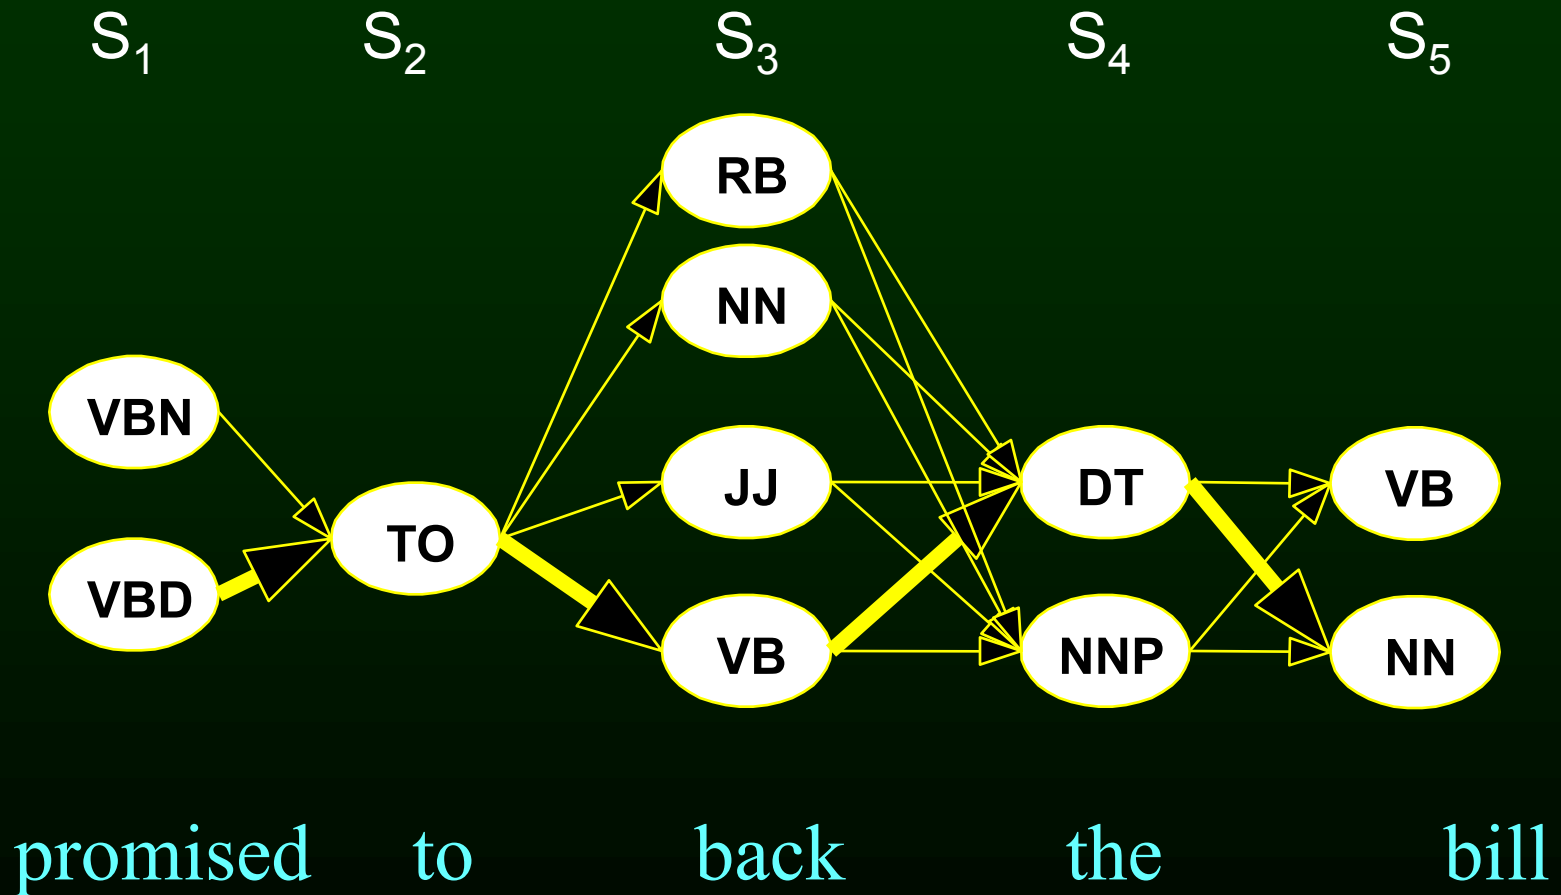 S1 S2 S3 S4 S5
RB
NN
VBN
JJ DT VB
TO
VBD
VB NNP NN
promised to back the bill